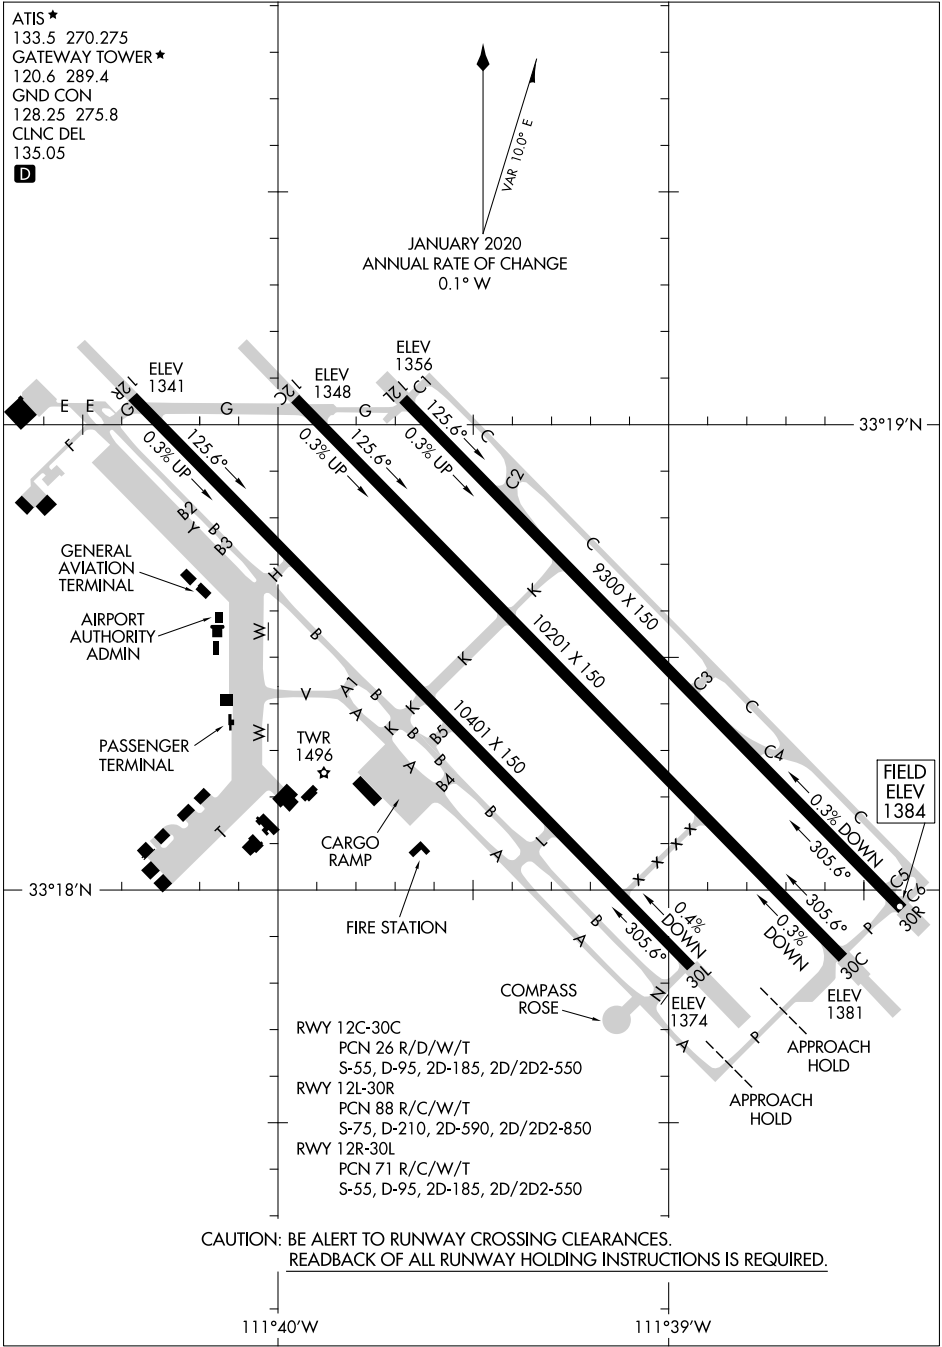 ATIS ★
133.5 270.275
GATEWAY TOWER ★
120.6 289.4
GND CON
128.25 275.8
CLNC DEL
135.05
D
VAR 10.0° E
JANUARY 2020
ANNUAL RATE OF CHANGE
0.1° W
ELEV
1341
ELEV
1348
ELEV
1356
12R
12C
12L
C1
E
E
G
G
G
F
33°19'N
125.6°
0.3% UP
125.6°
0.3% UP
125.6°
0.3% UP
C
C2
C
B2
Y
B
B3
H
GENERAL
AVIATION
TERMINAL
AIRPORT
AUTHORITY
ADMIN
W
B
K
K
9300 X 150
10201 X 150
10401 X 150
V
A1
B
A
K
K
B
B5
B
A
B4
C3
C
C4
C
W
PASSENGER
TERMINAL
TWR
1496
FIELD
ELEV
1384
T
CARGO
RAMP
B
L
A
X
X
X
X
0.3% DOWN
305.6°
C5
C6
30R
33°18'N
FIRE STATION
B
A
305.6°
0.4%
DOWN
30L
305.6°
0.3%
DOWN
30C
P
COMPASS
ROSE
N
ELEV
1374
ELEV
1381
A
P
APPROACH
HOLD
APPROACH
HOLD
RWY 12C-30C
PCN 26 R/D/W/T
S-55, D-95, 2D-185, 2D/2D2-550
RWY 12L-30R
PCN 88 R/C/W/T
S-75, D-210, 2D-590, 2D/2D2-850
RWY 12R-30L
PCN 71 R/C/W/T
S-55, D-95, 2D-185, 2D/2D2-550
CAUTION: BE ALERT TO RUNWAY CROSSING CLEARANCES.
READBACK OF ALL RUNWAY HOLDING INSTRUCTIONS IS REQUIRED.
111°40'W
111°39'W